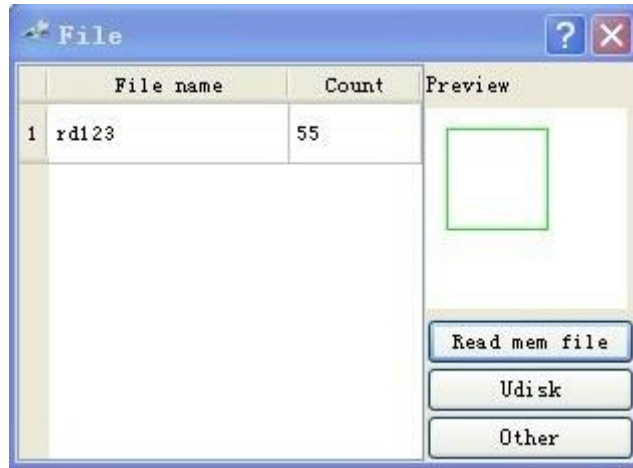 File
File name Count Preview
1 rd123 55
Read mem file
Udisk
Other